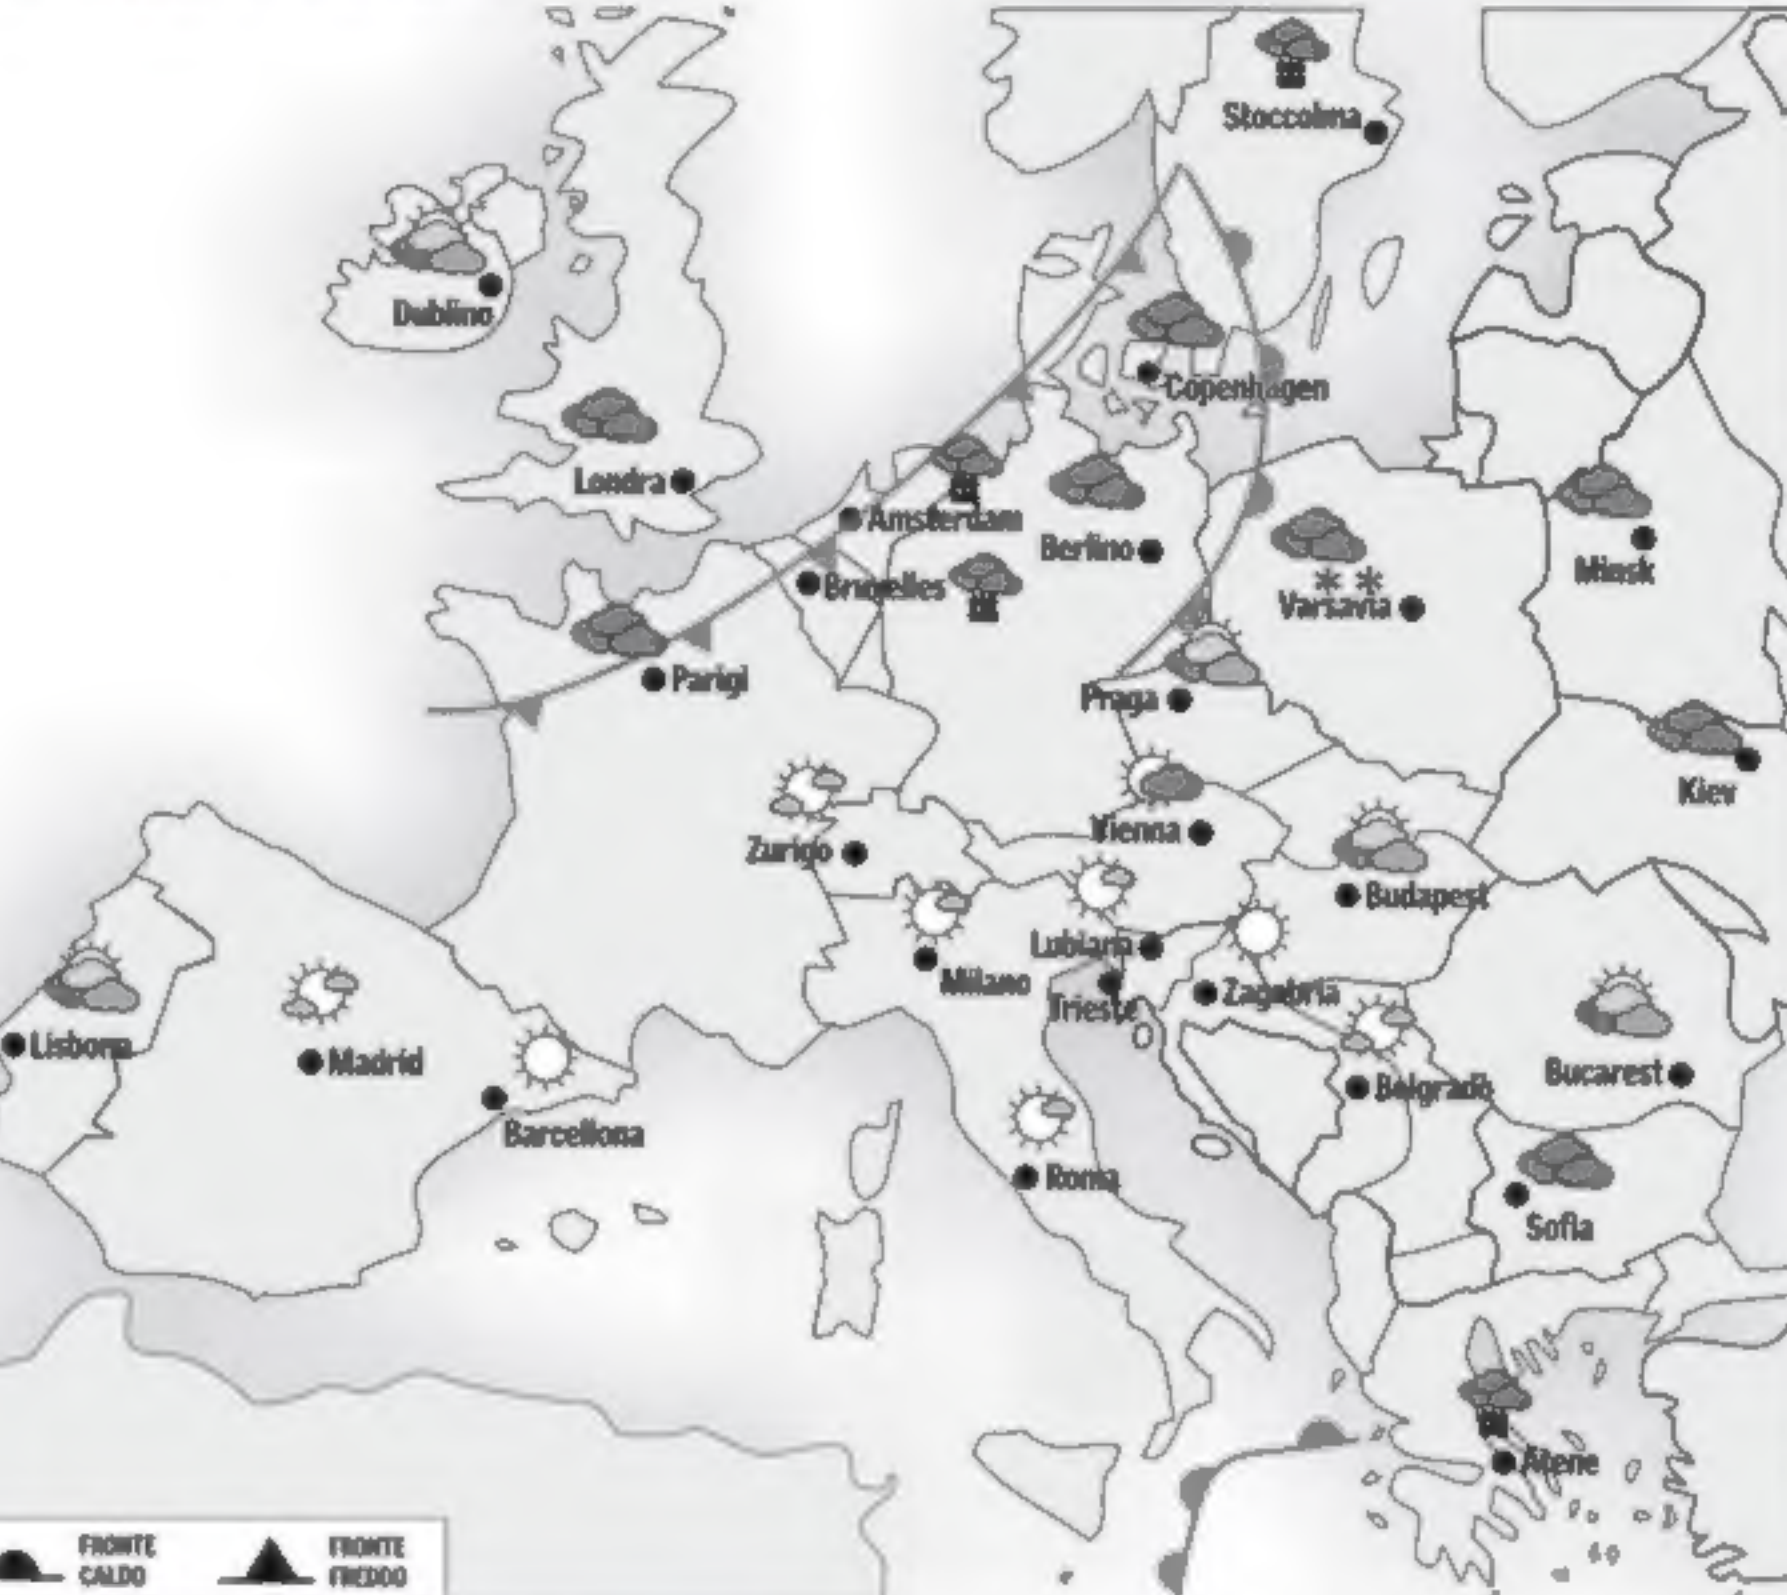 Stoccolma
Dublino
Copenhagen
Londra
Amsterdam
Berlino
Minsk
Bruxelles
Varsavia
Parigi
Praga
Kiev
Vienna
Zurigo
Budapest
Lubiana
Milano
Zagabria
Trieste
Lisbona
Madrid
Belgrado
Bucarest
Barcellona
Roma
Sofia
Atene
FRONTE
CALDO
FRONTE
FREDDO